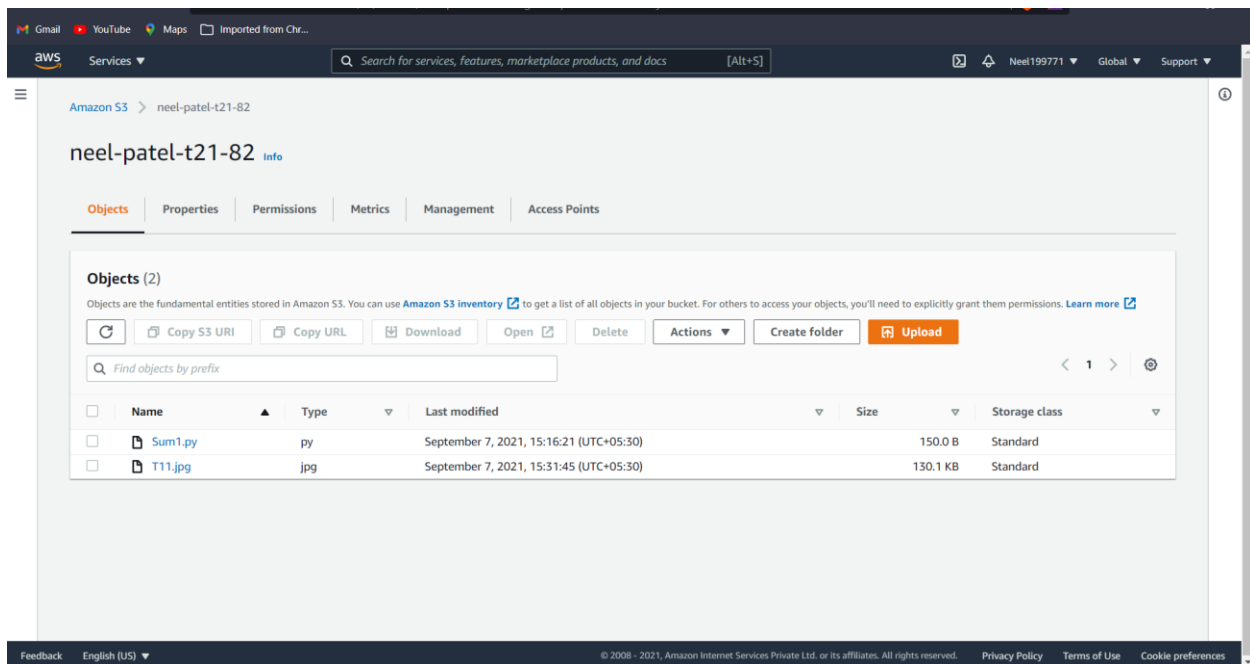 Gmail YouTube Maps Imported from Chr...
aws Services ▼ Search for services, features, marketplace products, and docs [Alt+S] Neel199771 ▼ Global ▼ Support ▼
Amazon S3 > neel-patel-t21-82
neel-patel-t21-82 Info
Objects Properties Permissions Metrics Management Access Points
Objects (2)
Objects are the fundamental entities stored in Amazon S3. You can use Amazon S3 inventory to get a list of all objects in your bucket. For others to access your objects, you'll need to explicitly grant them permissions. Learn more
Copy S3 URI Copy URL Download Open Delete Actions ▼ Create folder Upload
Find objects by prefix < 1 >
Name ▲ Type Last modified Size Storage class
Sum1.py py September 7, 2021, 15:16:21 (UTC+05:30) 150.0 B Standard
T11.jpg jpg September 7, 2021, 15:31:45 (UTC+05:30) 130.1 KB Standard
Feedback English (US) ▼ © 2008 - 2021, Amazon Internet Services Private Ltd. or its affiliates. All rights reserved. Privacy Policy Terms of Use Cookie preferences